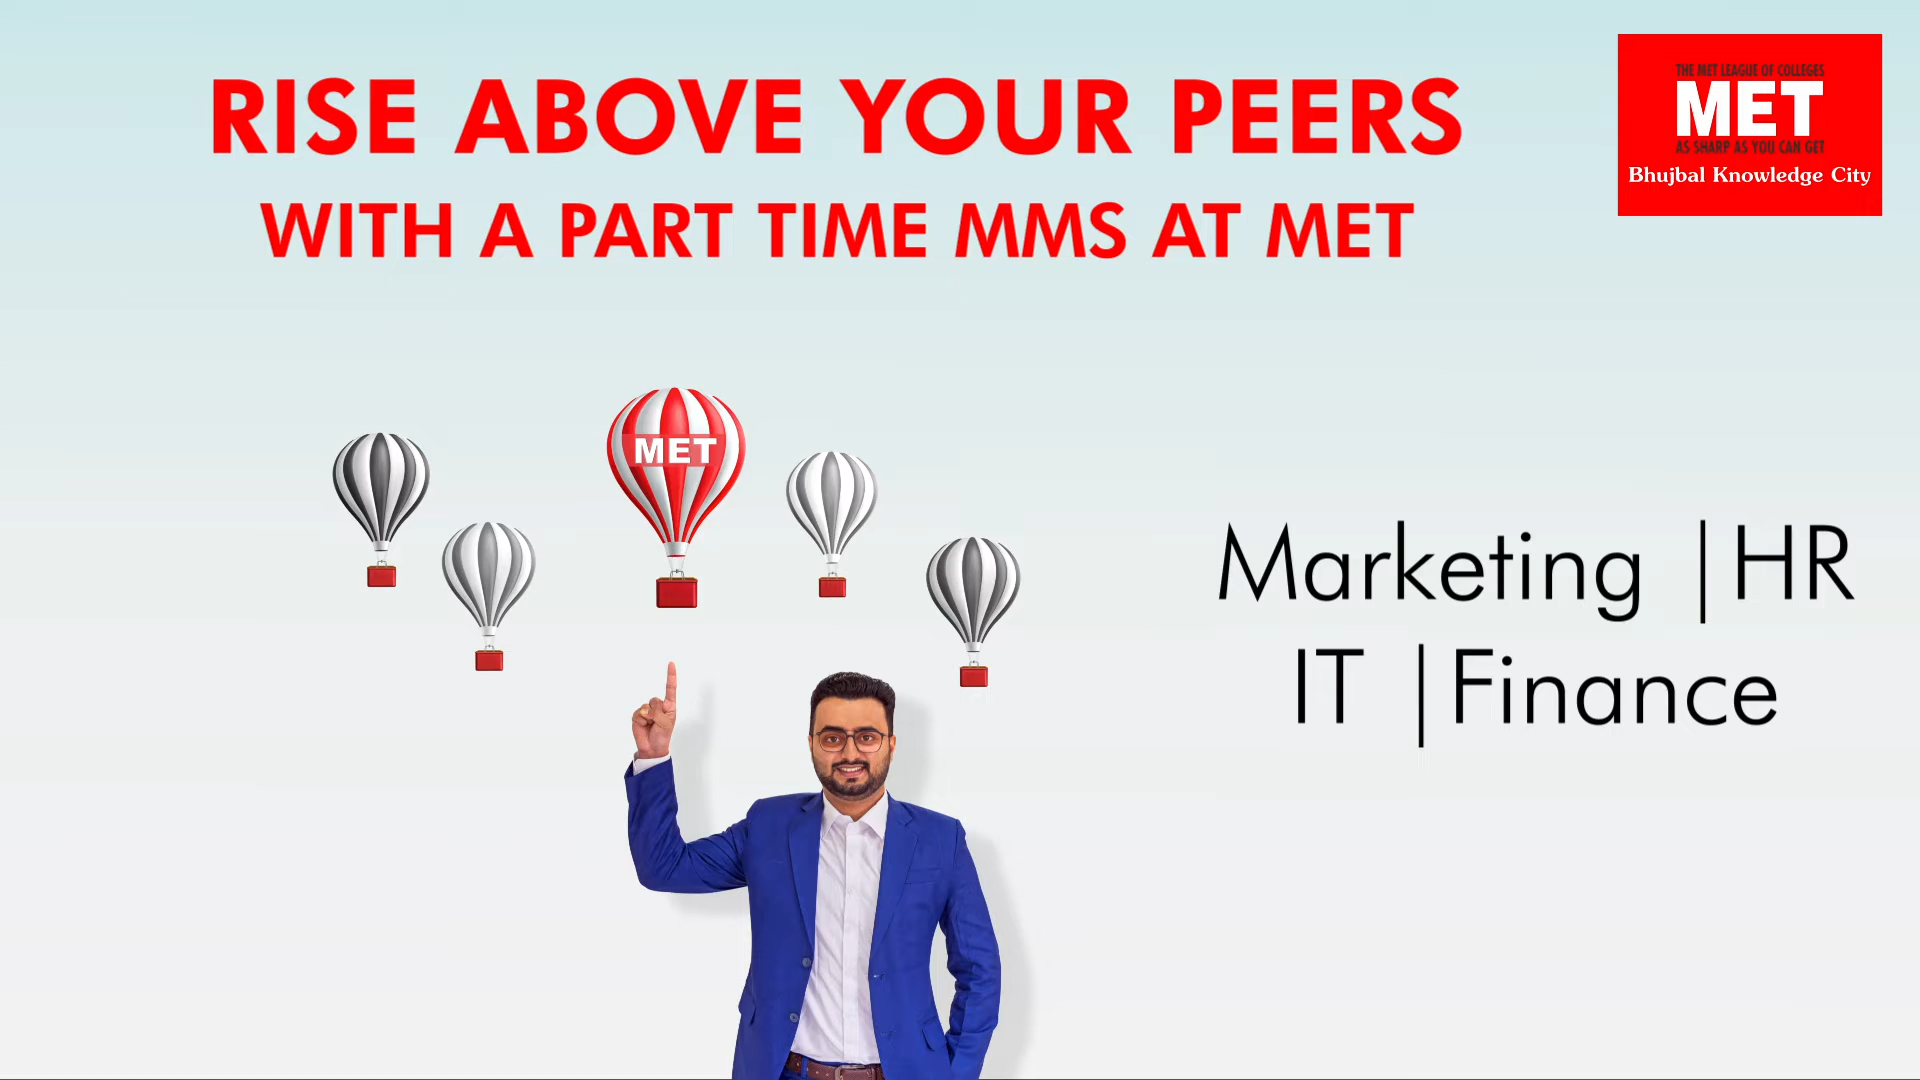 RISE ABOVE YOUR PEERS
WITH A PART TIME MMS AT MET
THE MET LEAGUE OF COLLEGES
MET
AS SHARP AS YOU CAN GET
Bhujbal Knowledge City
MET
Marketing |HR
IT |Finance